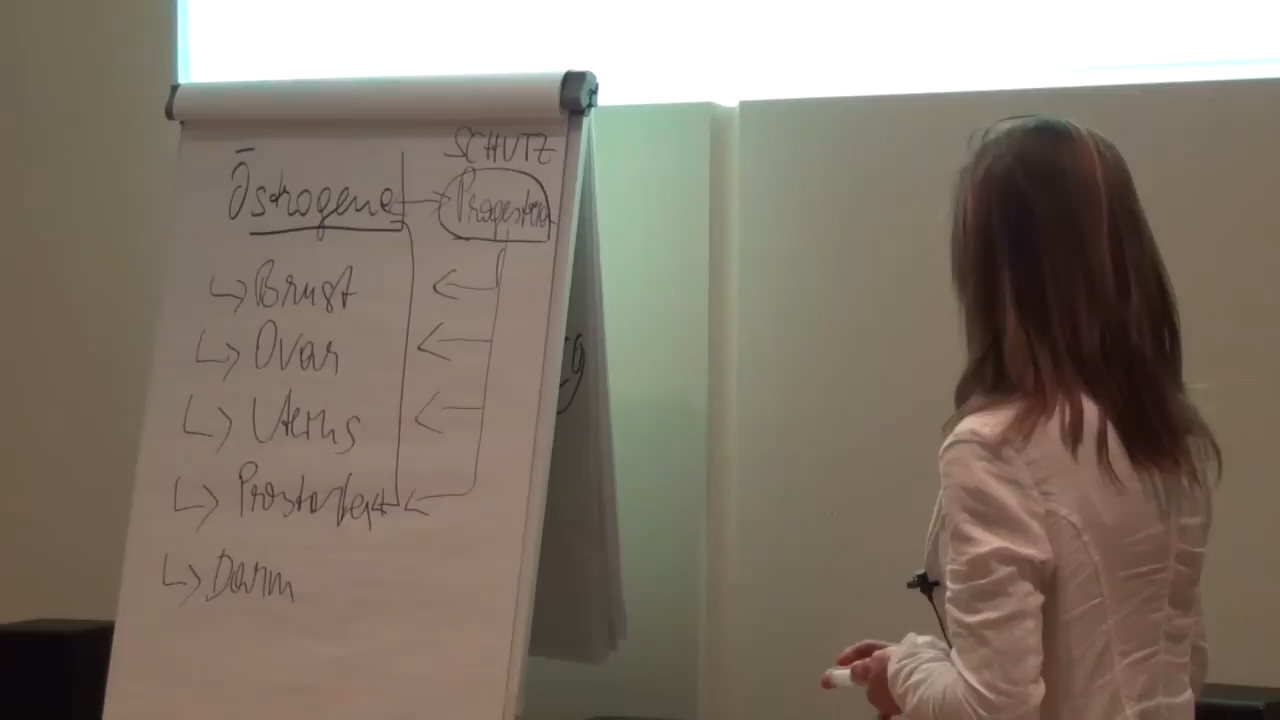 SCHUTZ
Östrogene → Progesteron
↳ Brust
↳ Ovar
↳ Uterus
↳ Prostata
↳ Darm